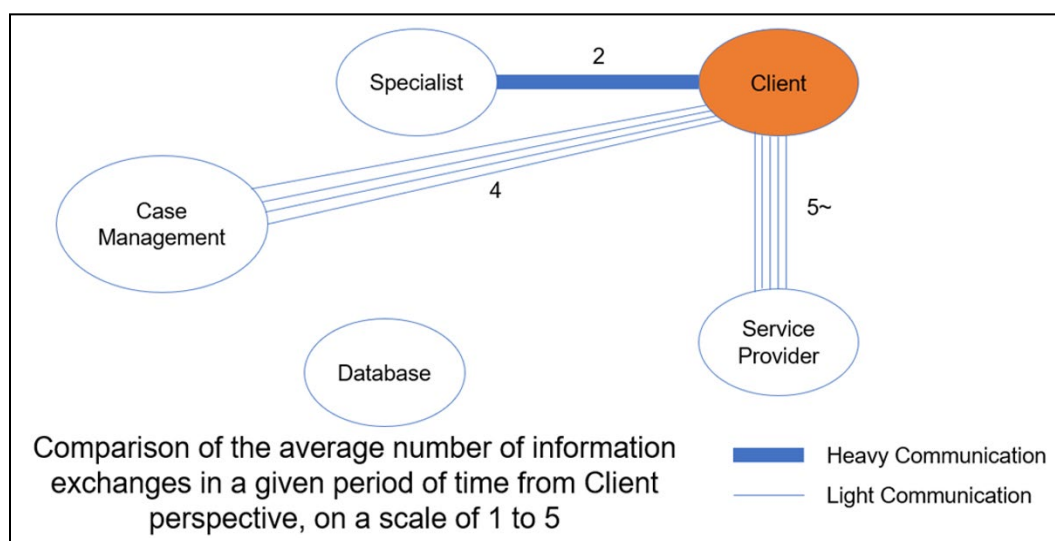 2
Specialist
Client
4
Case
Management
5~
Service
Provider
Database
Comparison of the average number of information
exchanges in a given period of time from Client
perspective, on a scale of 1 to 5
Heavy Communication
Light Communication